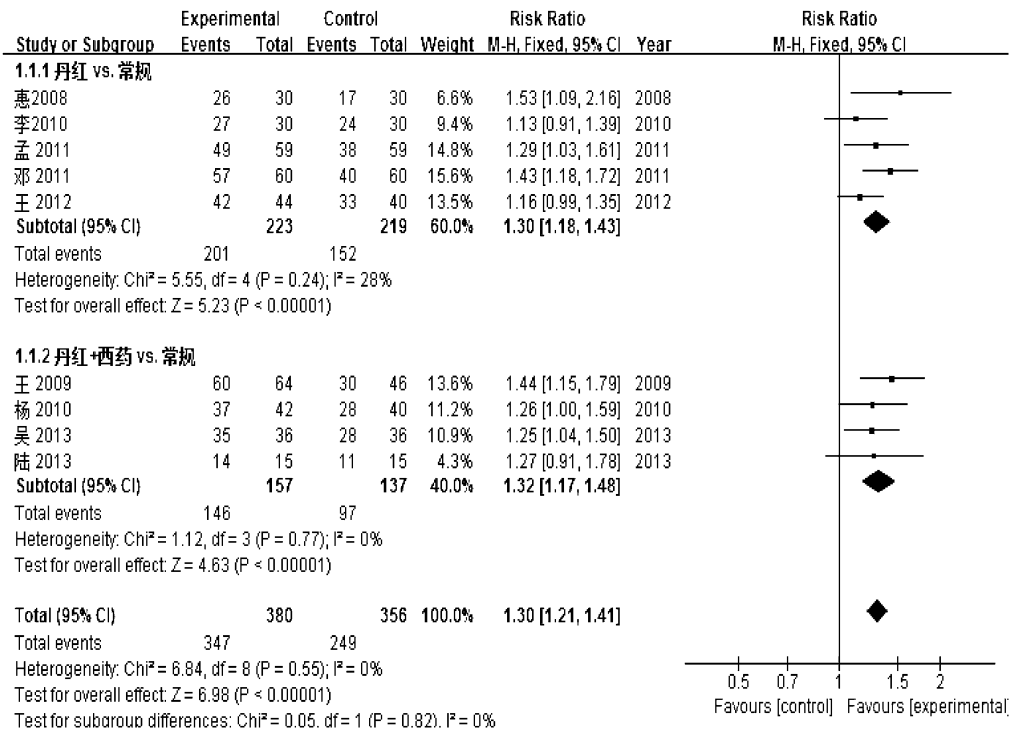 Experimental Control Risk Ratio Risk Ratio
Study or Subgroup Events Total Events Total Weight M-H, Fixed, 95% CI Year M-H, Fixed, 95% CI
1.1.1 丹红 vs. 常规
惠2008 26 30 17 30 6.6% 1.53 [1.09, 2.16] 2008
李2010 27 30 24 30 9.4% 1.13 [0.91, 1.39] 2010
孟 2011 49 59 38 59 14.8% 1.29 [1.03, 1.61] 2011
邓 2011 57 60 40 60 15.6% 1.43 [1.18, 1.72] 2011
王 2012 42 44 33 40 13.5% 1.16 [0.99, 1.35] 2012
Subtotal (95% CI) 223 219 60.0% 1.30 [1.18, 1.43]
Total events 201 152
Heterogeneity: Chi² = 5.55, df = 4 (P = 0.24); I² = 28%
Test for overall effect: Z = 5.23 (P < 0.00001)
1.1.2 丹红+西药 vs. 常规
王 2009 60 64 30 46 13.6% 1.44 [1.15, 1.79] 2009
杨 2010 37 42 28 40 11.2% 1.26 [1.00, 1.59] 2010
吴 2013 35 36 28 36 10.9% 1.25 [1.04, 1.50] 2013
陆 2013 14 15 11 15 4.3% 1.27 [0.91, 1.78] 2013
Subtotal (95% CI) 157 137 40.0% 1.32 [1.17, 1.48]
Total events 146 97
Heterogeneity: Chi² = 1.12, df = 3 (P = 0.77); I² = 0%
Test for overall effect: Z = 4.63 (P < 0.00001)
Total (95% CI) 380 356 100.0% 1.30 [1.21, 1.41]
Total events 347 249
Heterogeneity: Chi² = 6.84, df = 8 (P = 0.55); I² = 0%
Test for overall effect: Z = 6.98 (P < 0.00001)
Test for subgroup differences: Chi² = 0.05, df = 1 (P = 0.82), I² = 0%
0.5 0.7 1 1.5 2
Favours [control] Favours [experimental]